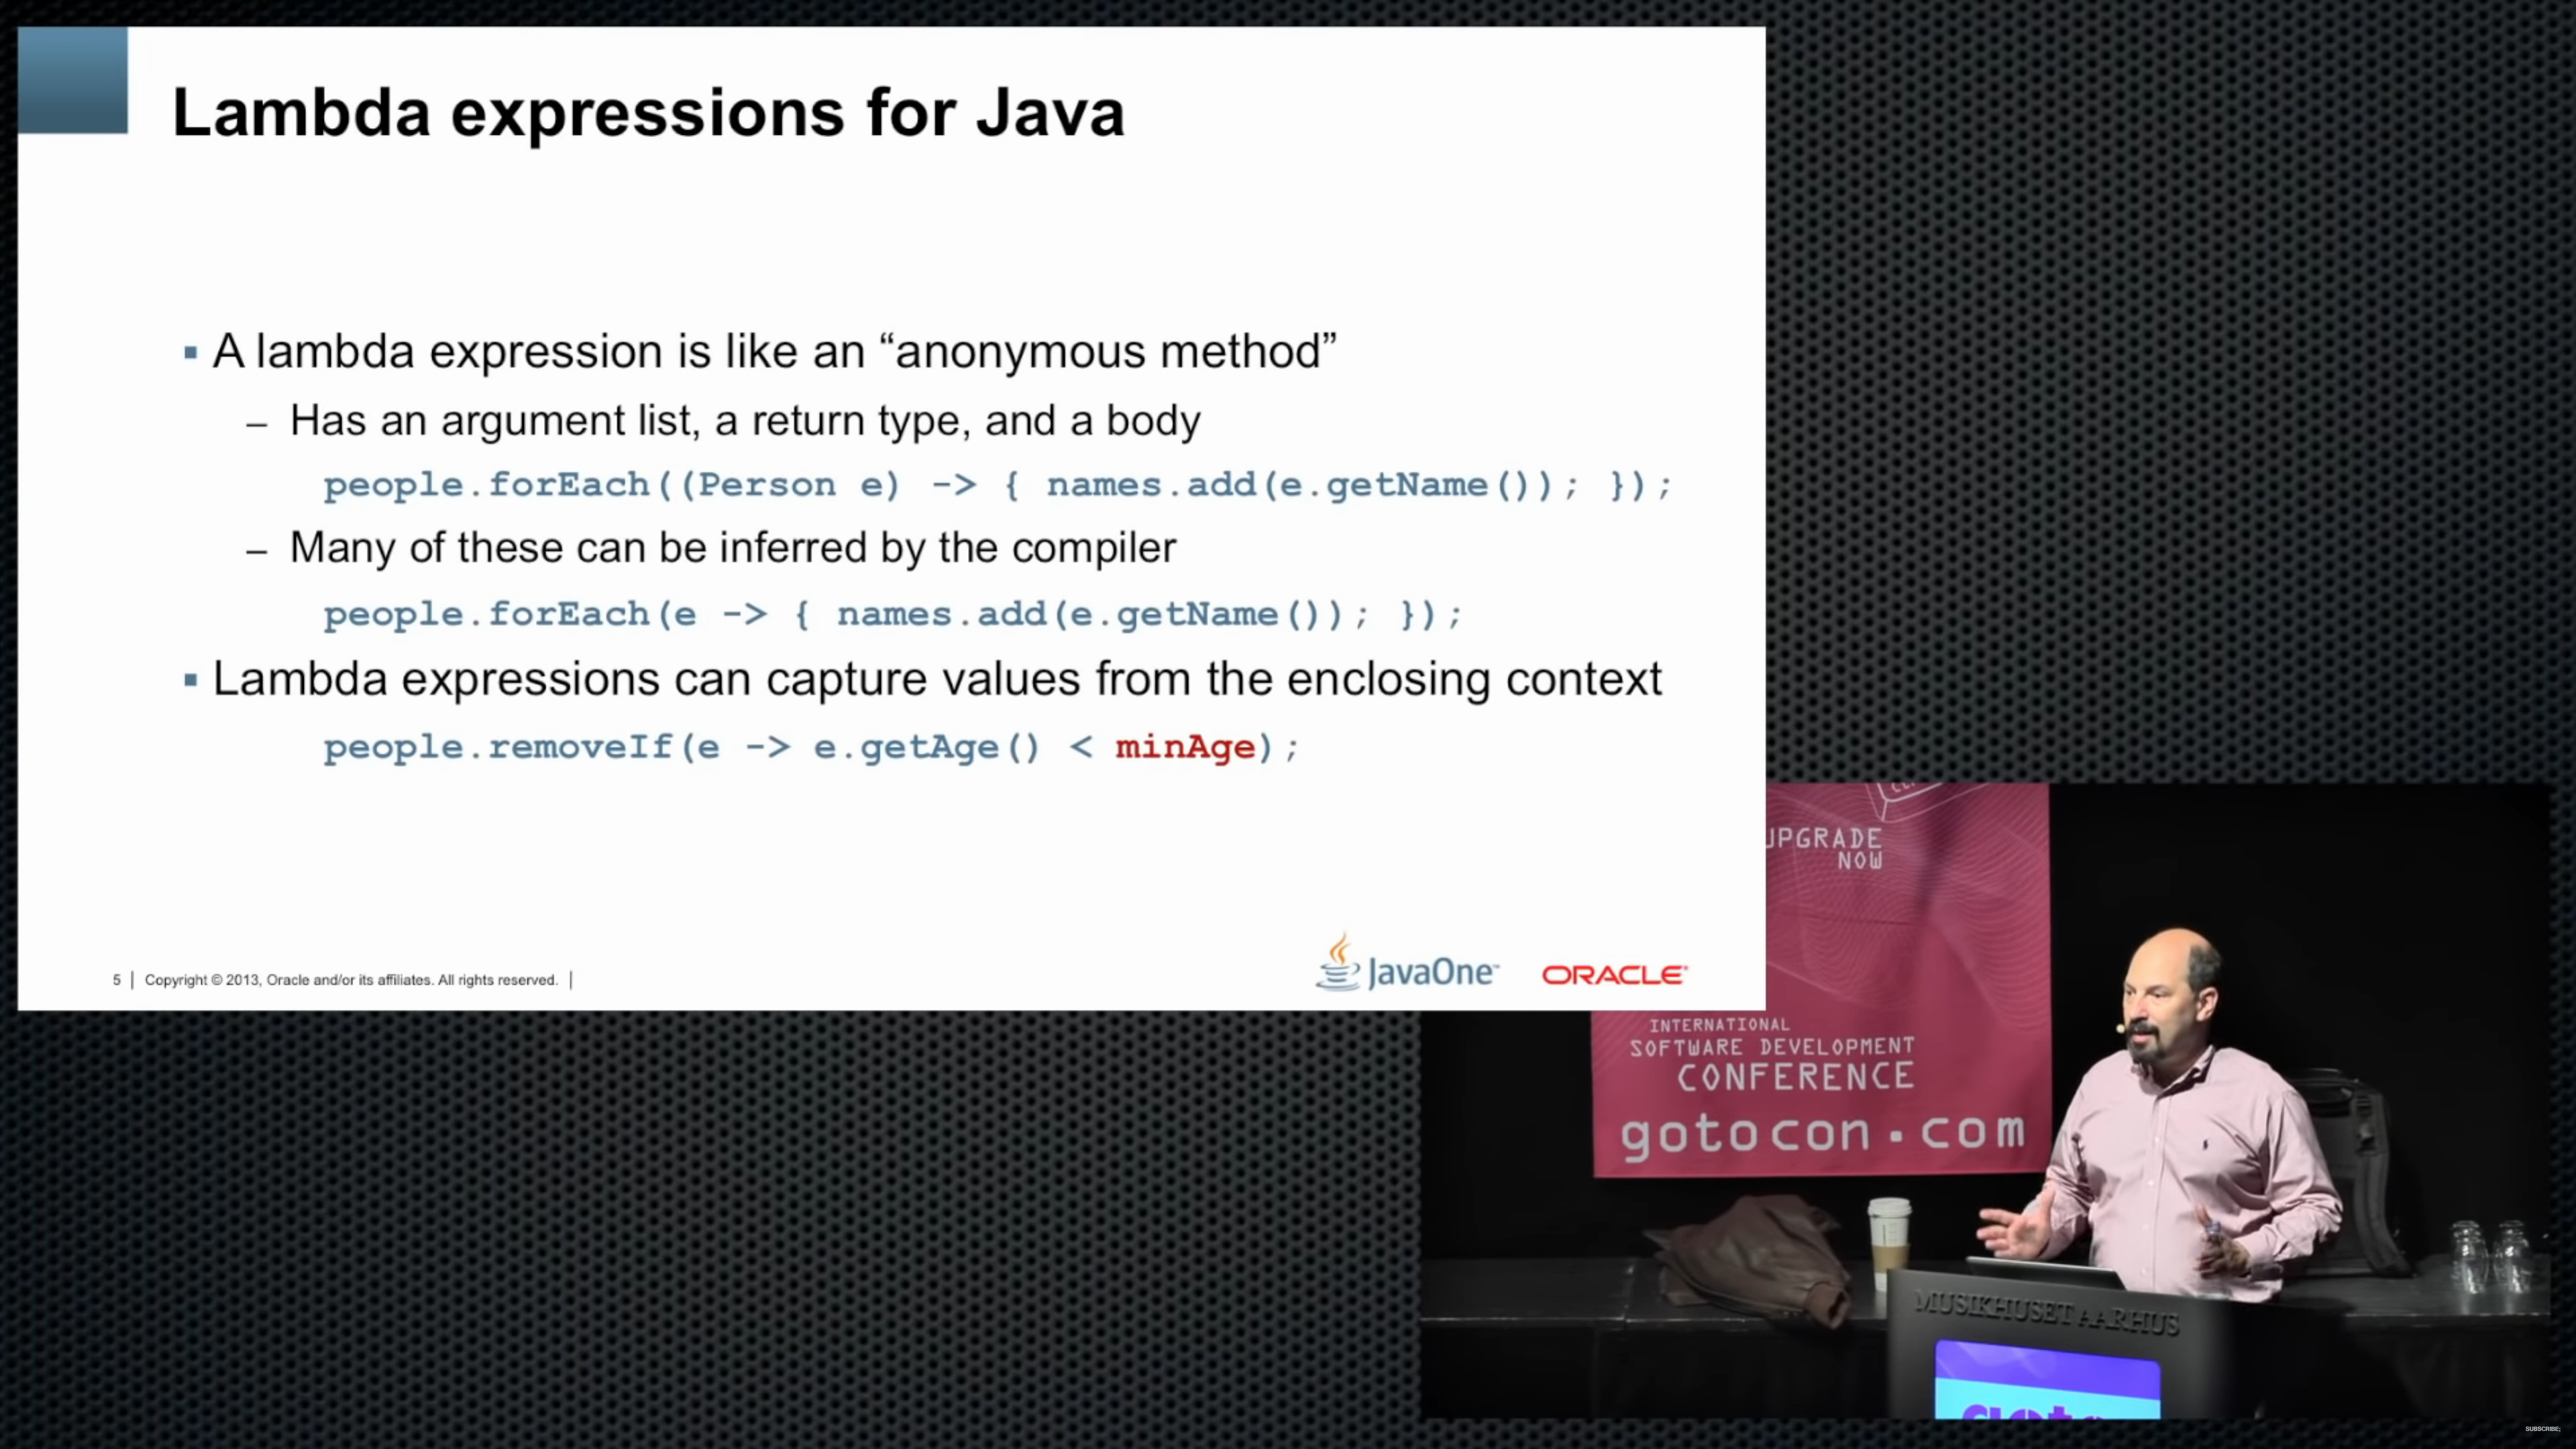 Lambda expressions for Java
▪ A lambda expression is like an “anonymous method”
– Has an argument list, a return type, and a body
people.forEach((Person e) -> { names.add(e.getName()); });
– Many of these can be inferred by the compiler
people.forEach(e -> { names.add(e.getName()); });
▪ Lambda expressions can capture values from the enclosing context
people.removeIf(e -> e.getAge() < minAge);
5 | Copyright © 2013, Oracle and/or its affiliates. All rights reserved. |
JavaOne™
ORACLE®
UPGRADE
NOW
INTERNATIONAL
SOFTWARE DEVELOPMENT
CONFERENCE
gotocon.com
MUSIKHUSET AARHUS
goto
SUBSCRIBE;